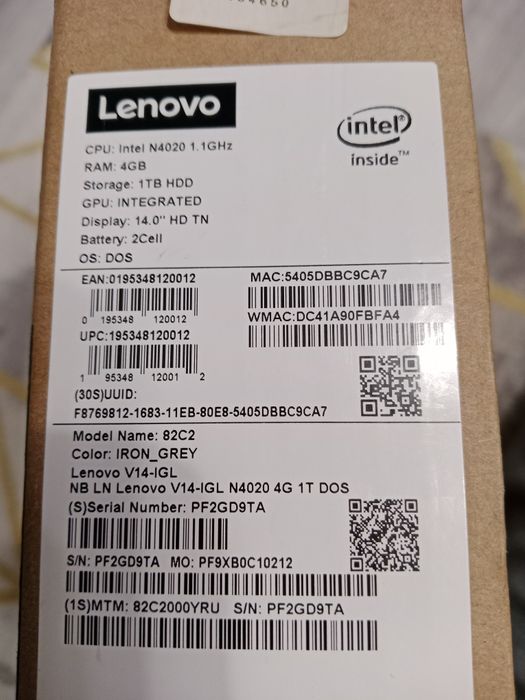 Lenovo
intel
inside™
CPU: Intel N4020 1.1GHz
RAM: 4GB
Storage: 1TB HDD
GPU: INTEGRATED
Display: 14.0" HD TN
Battery: 2Cell
OS: DOS
EAN:0195348120012
0 195348 120012
UPC:195348120012
1 95348 12001 2
MAC:5405DBBC9CA7
WMAC:DC41A90FBFA4
(30S)UUID:
F8769812-1683-11EB-80E8-5405DBBC9CA7
Model Name: 82C2
Color: IRON_GREY
Lenovo V14-IGL
NB LN Lenovo V14-IGL N4020 4G 1T DOS
(S)Serial Number: PF2GD9TA
S/N: PF2GD9TA MO: PF9XB0C10212
(1S)MTM: 82C2000YRU S/N: PF2GD9TA